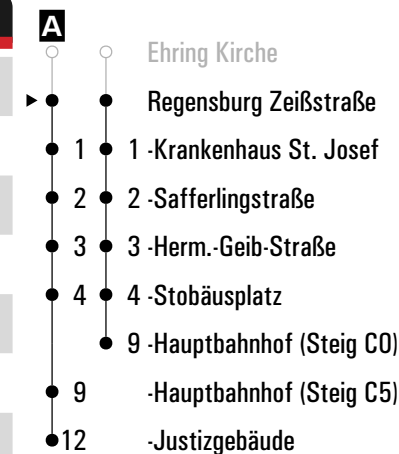 A
Ehring Kirche
Regensburg Zeißstraße
1 1 -Krankenhaus St. Josef
2 2 -Safferlingstraße
3 3 -Herm.-Geib-Straße
4 4 -Stobäusplatz
9 -Hauptbahnhof (Steig C0)
9 -Hauptbahnhof (Steig C5)
12 -Justizgebäude